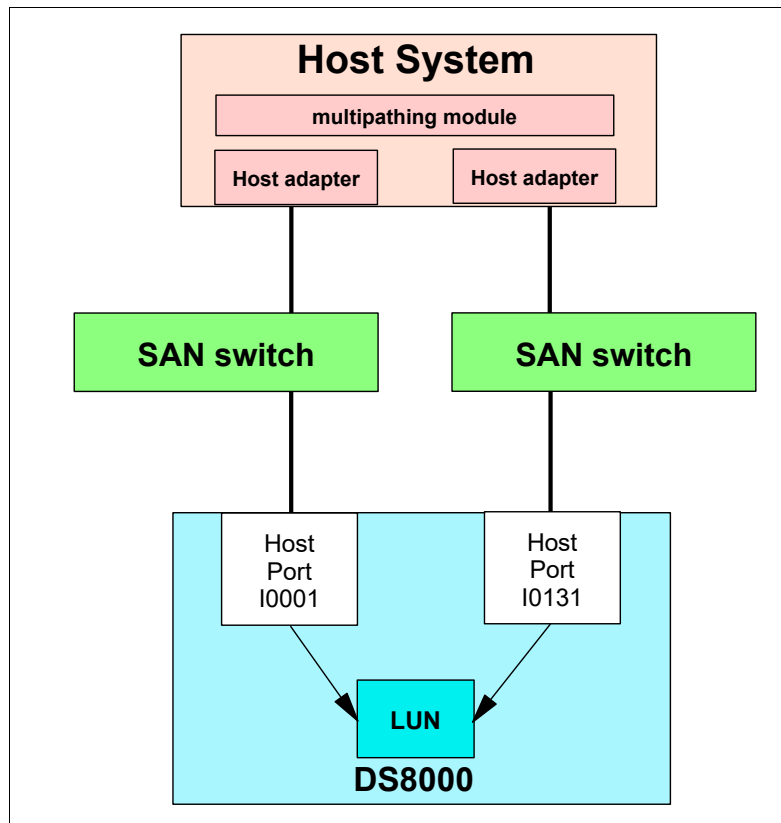 Host System
multipathing module
Host adapter
Host adapter
SAN switch
SAN switch
Host
Port
I0001
Host
Port
I0131
LUN
DS8000